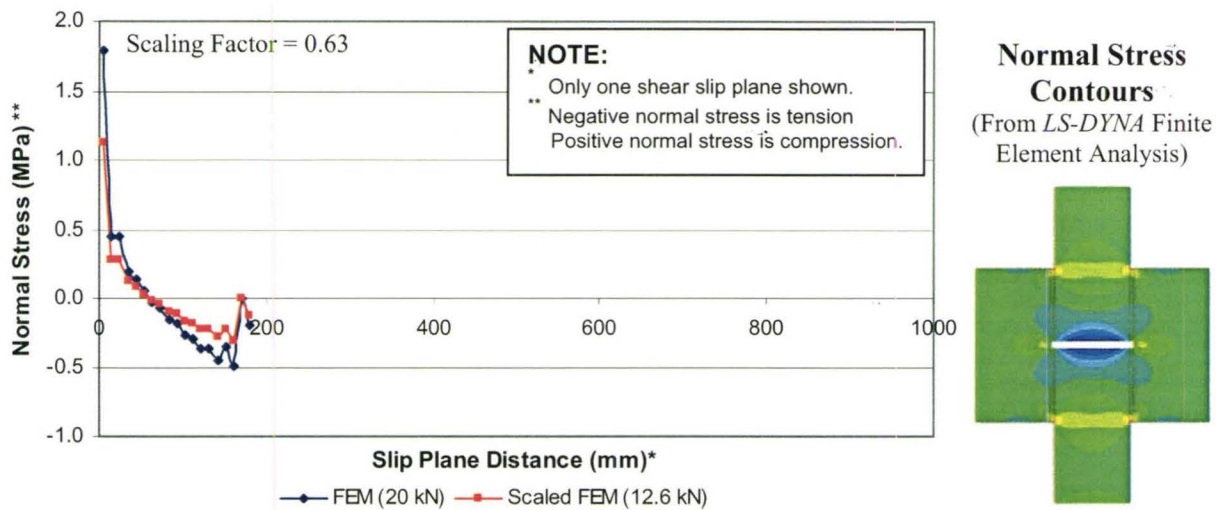 2.0
1.5
1.0
0.5
0.0
-0.5
-1.0
Normal Stress (MPa)**
Scaling Factor = 0.63
NOTE:
* Only one shear slip plane shown.
** Negative normal stress is tension
Positive normal stress is compression.
0
200
400
600
800
1000
Slip Plane Distance (mm)*
FEM (20 kN)
Scaled FEM (12.6 kN)
Normal Stress
Contours
(From LS-DYNA Finite
Element Analysis)